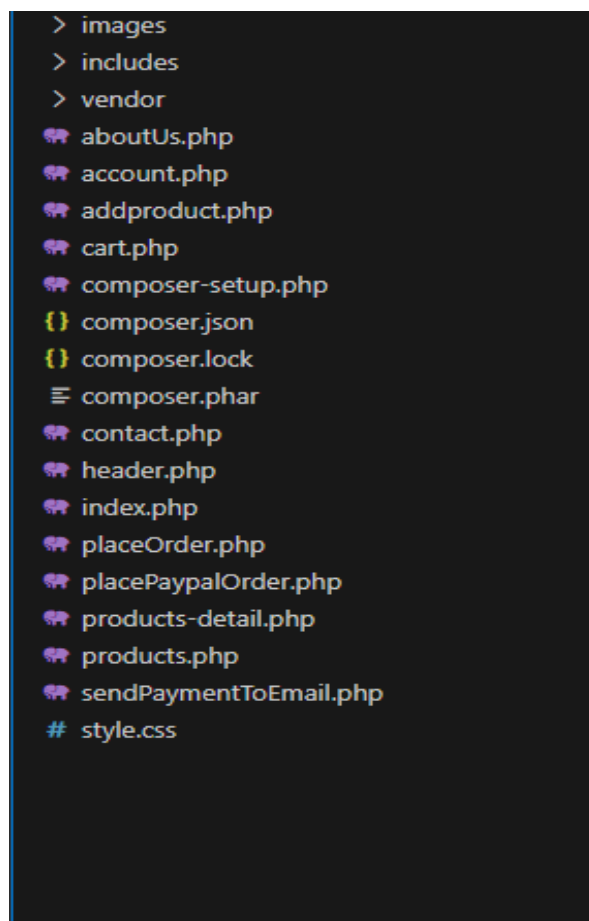 images
includes
vendor
aboutUs.php
account.php
addproduct.php
cart.php
composer-setup.php
composer.json
composer.lock
composer.phar
contact.php
header.php
index.php
placeOrder.php
placePaypalOrder.php
products-detail.php
products.php
sendPaymentToEmail.php
style.css